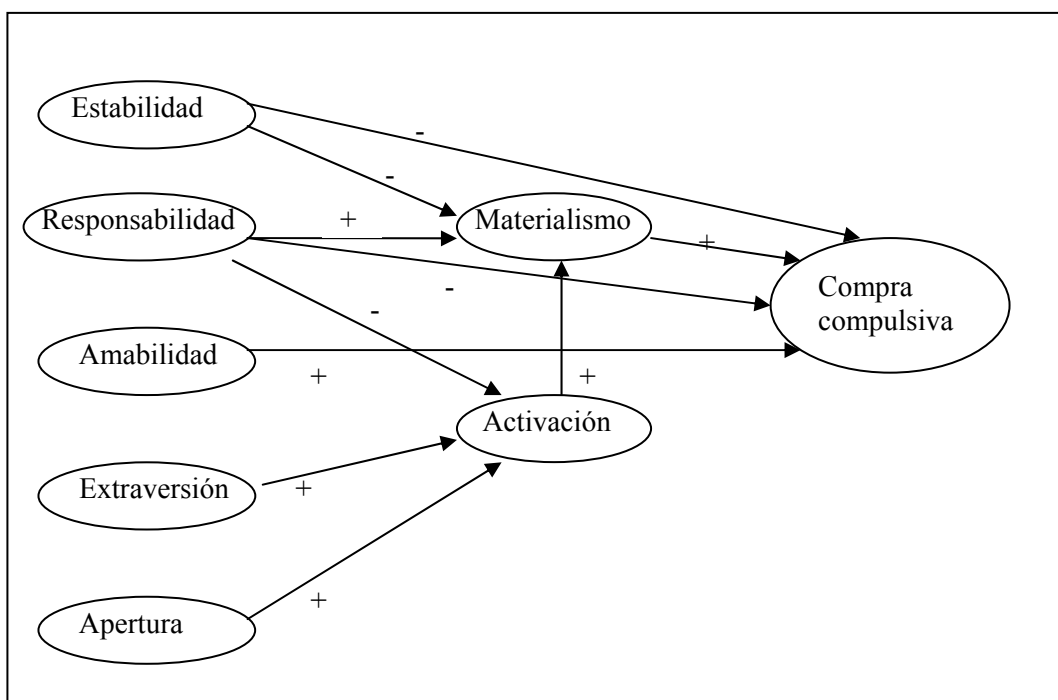 Estabilidad
-
-
Responsabilidad
+
Materialismo
+
-
Compra
compulsiva
-
Amabilidad
+
+
Activación
Extraversión
+
Apertura
+